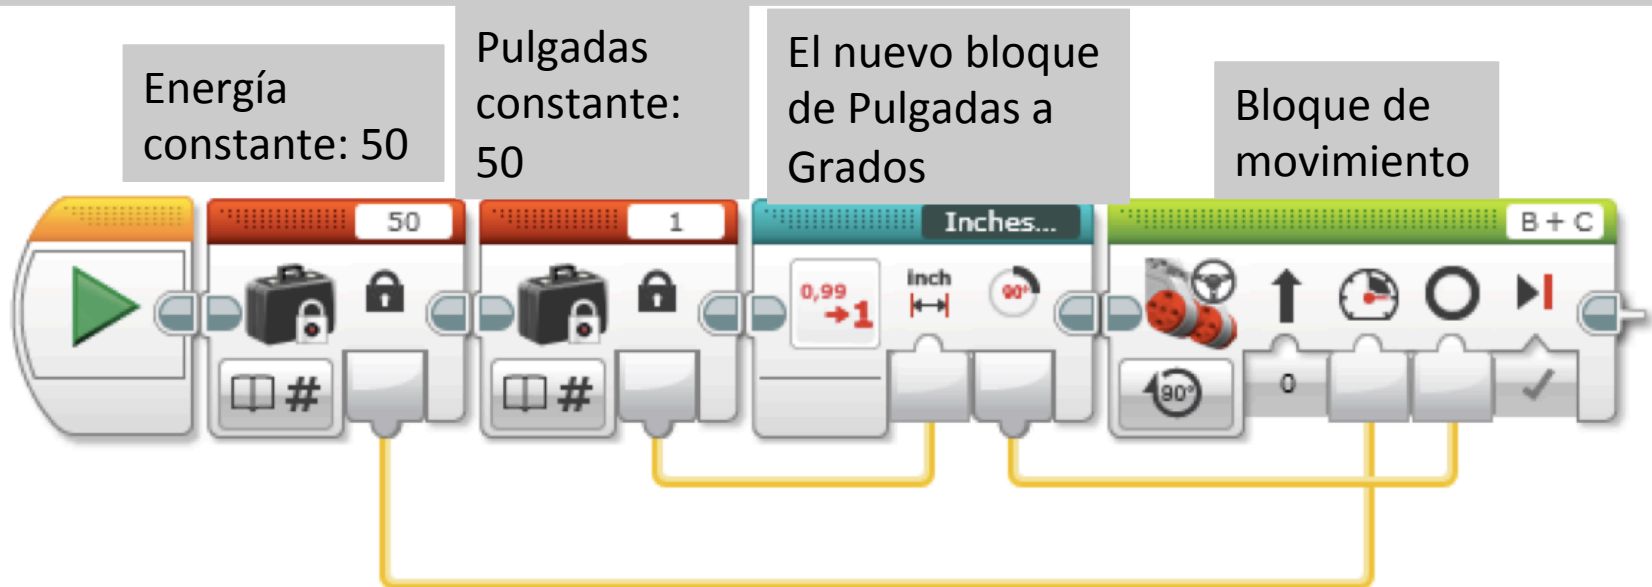 Energía
constante: 50
Pulgadas
constante:
50
El nuevo bloque
de Pulgadas a
Grados
Bloque de
movimiento
50
1
Inches...
B + C
0,99
1
inch
90°
#
#
90°
0